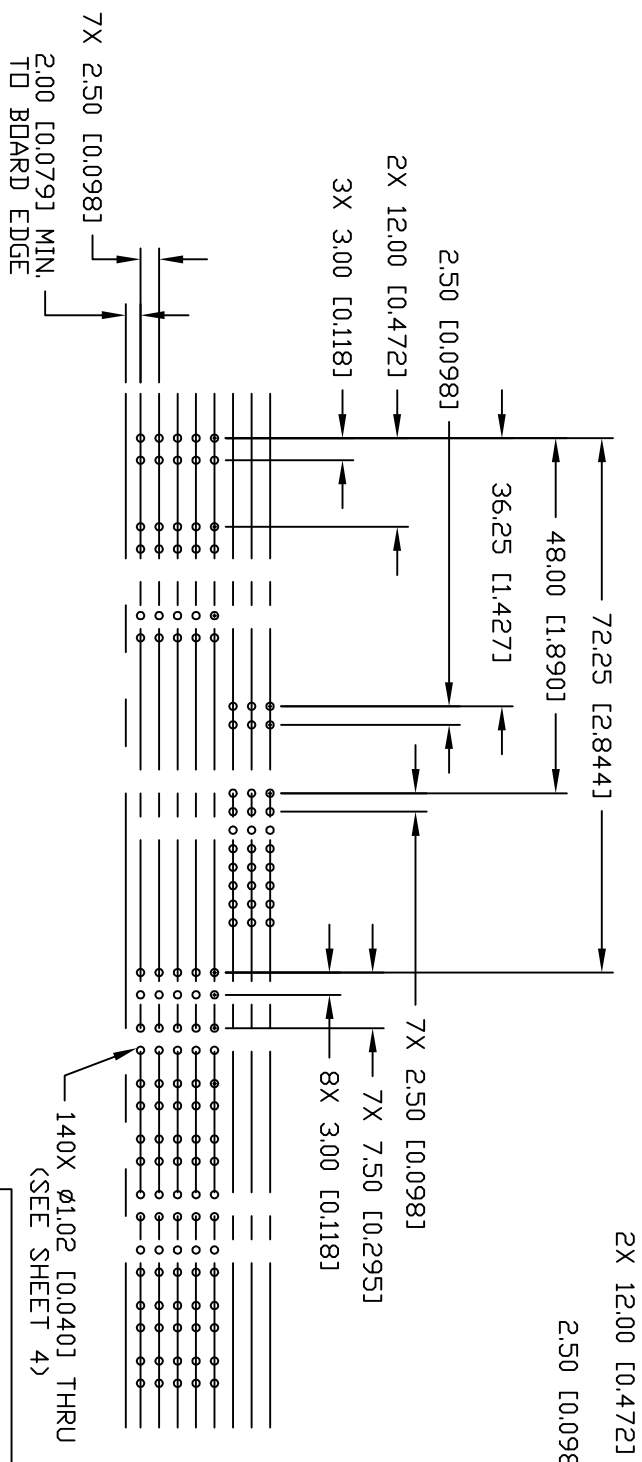 2X 12.00 [0.472]
2.50 [0.098
72.25 [2.844]
48.00 [1.890]
36.25 [1.427]
2.50 [0.098]
2X 12.00 [0.472]
3X 3.00 [0.118]
7X 2.50 [0.098]
7X 7.50 [0.295]
8X 3.00 [0.118]
7X 2.50 [0.098]
2.00 [0.079] MIN.
TO BOARD EDGE
140X Ø1.02 [0.040] THRU
(SEE SHEET 4)